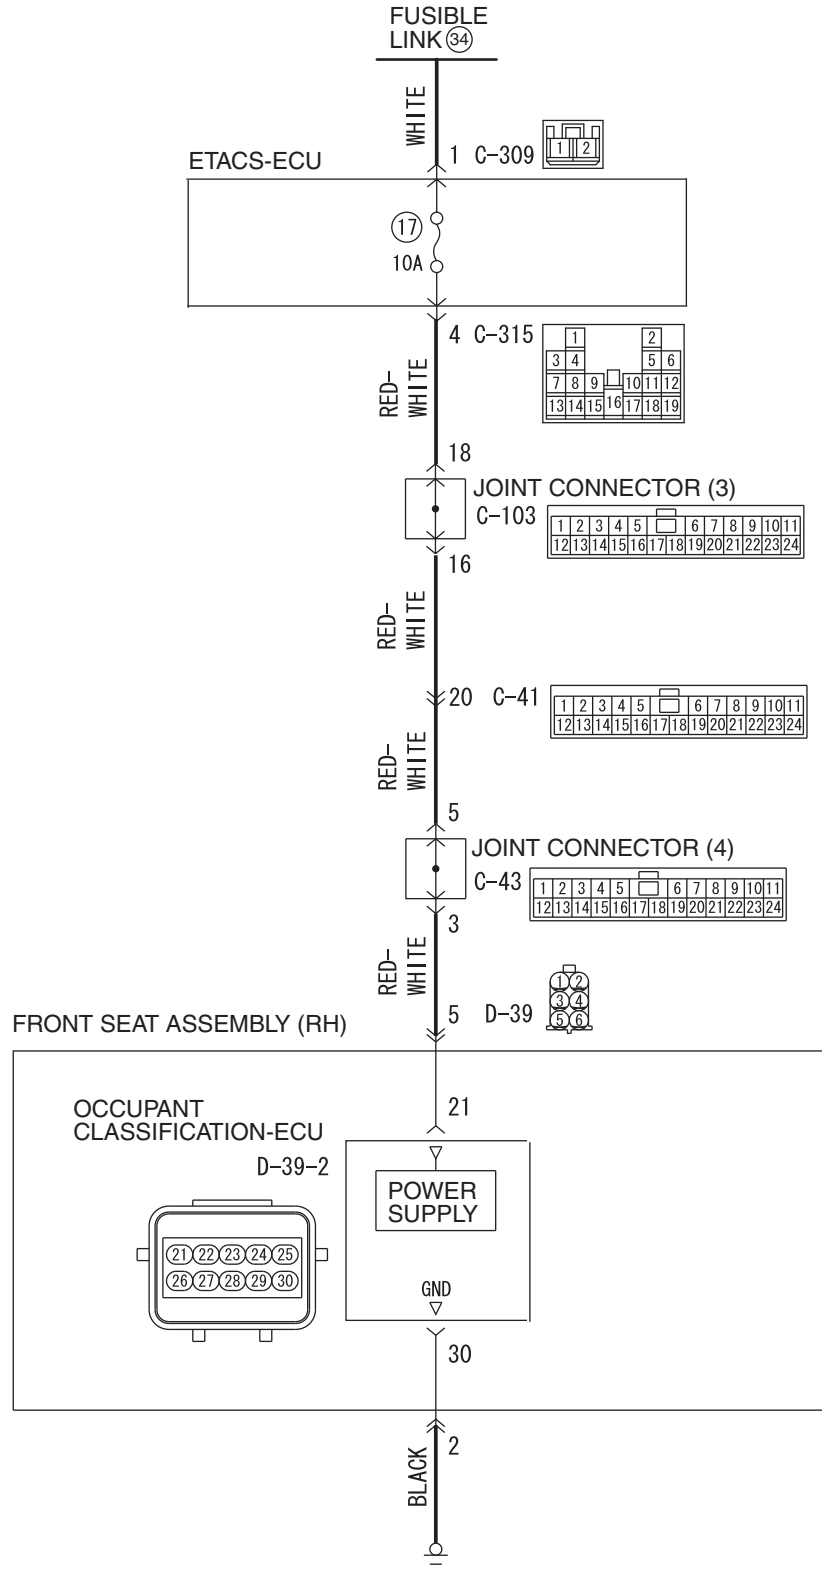 FUSIBLE
LINK 34
WHITE
1 C-309
1 2
ETACS-ECU
17
10A
4 C-315
1 2
3 4 5 6
7 8 9 10 11 12
13 14 15 16 17 18 19
RED-
WHITE
18
JOINT CONNECTOR (3)
C-103
1 2 3 4 5 6 7 8 9 10 11
12 13 14 15 16 17 18 19 20 21 22 23 24
16
RED-
WHITE
20 C-41
1 2 3 4 5 6 7 8 9 10 11
12 13 14 15 16 17 18 19 20 21 22 23 24
RED-
WHITE
5
JOINT CONNECTOR (4)
C-43
1 2 3 4 5 6 7 8 9 10 11
12 13 14 15 16 17 18 19 20 21 22 23 24
3
RED-
WHITE
5 D-39
1 2
3 4
5 6
FRONT SEAT ASSEMBLY (RH)
21
OCCUPANT
CLASSIFICATION-ECU
D-39-2
POWER
SUPPLY
21 22 23 24 25
26 27 28 29 30
GND
30
2
BLACK